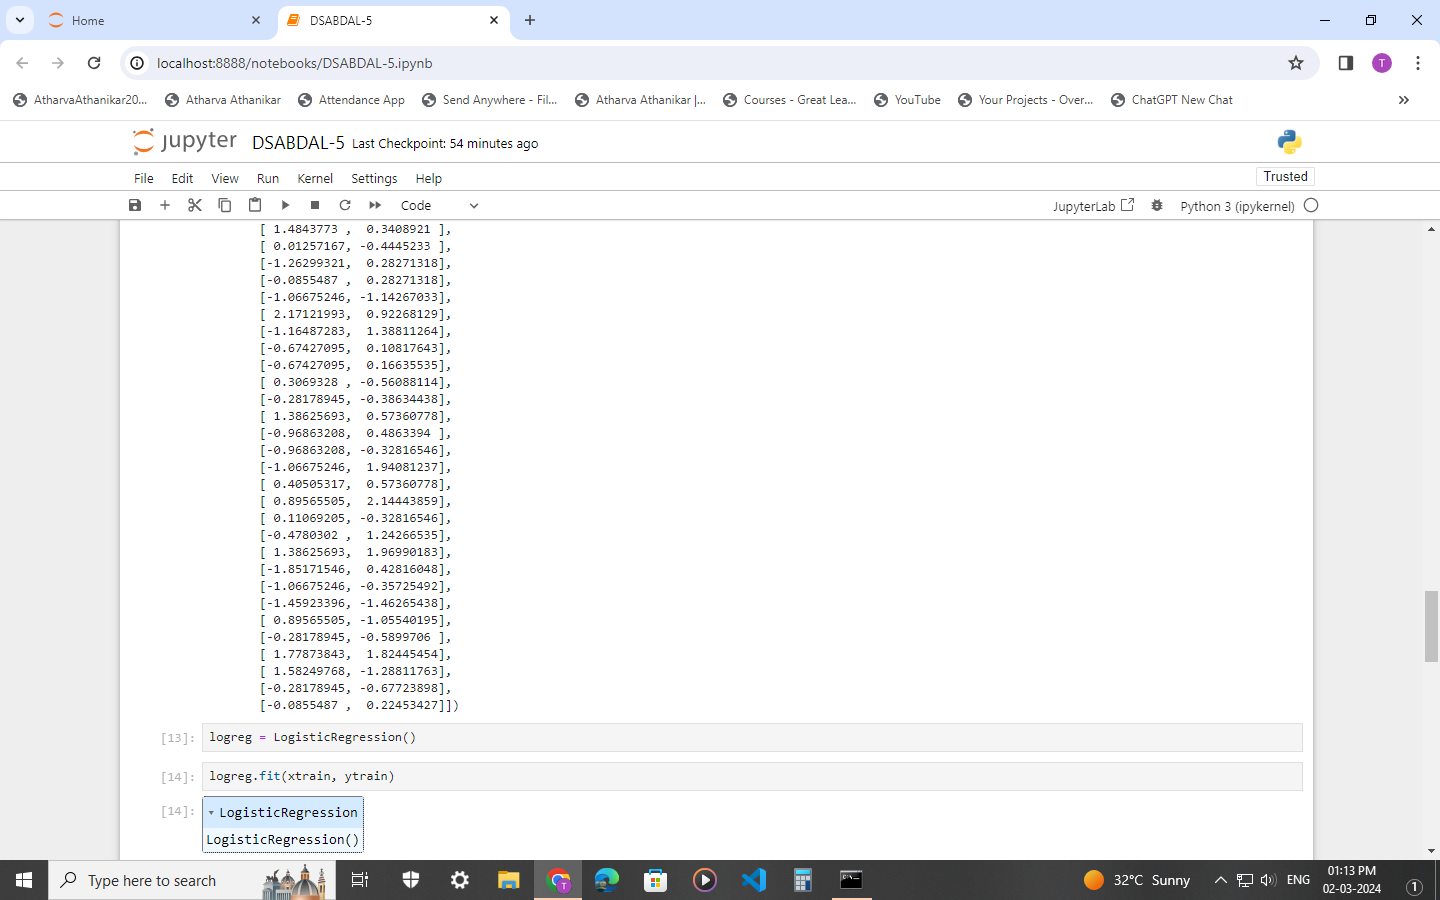 Home
DSABDAL-5
localhost:8888/notebooks/DSABDAL-5.ipynb
T
AtharvaAthanikar20...
Atharva Athanikar
Attendance App
Send Anywhere - Fil...
Atharva Athanikar |...
Courses - Great Lea...
YouTube
Your Projects - Over...
ChatGPT New Chat
jupyter DSABDAL-5 Last Checkpoint: 54 minutes ago
File Edit View Run Kernel Settings Help
Trusted
Code
JupyterLab
Python 3 (ipykernel)
[ 1.4843773 ,  0.3408921 ],
[ 0.01257167, -0.4445233 ],
[-1.26299321,  0.28271318],
[-0.0855487 ,  0.28271318],
[-1.06675246, -1.14267033],
[ 2.17121993,  0.92268129],
[-1.16487283,  1.38811264],
[-0.67427095,  0.10817643],
[-0.67427095,  0.16635535],
[ 0.3069328 , -0.56088114],
[-0.28178945, -0.38634438],
[ 1.38625693,  0.57360778],
[-0.96863208,  0.4863394 ],
[-0.96863208, -0.32816546],
[-1.06675246,  1.94081237],
[ 0.40505317,  0.57360778],
[ 0.89565505,  2.14443859],
[ 0.11069205, -0.32816546],
[-0.4780302 ,  1.24266535],
[ 1.38625693,  1.96990183],
[-1.85171546,  0.42816048],
[-1.06675246, -0.35725492],
[-1.45923396, -1.46265438],
[ 0.89565505, -1.05540195],
[-0.28178945, -0.5899706 ],
[ 1.77873843,  1.82445454],
[ 1.58249768, -1.28811763],
[-0.28178945, -0.67723898],
[-0.0855487 ,  0.22453427]])
[13]: logreg = LogisticRegression()
[14]: logreg.fit(xtrain, ytrain)
[14]: LogisticRegression
LogisticRegression()
Type here to search
T
32°C Sunny
ENG
01:13 PM
02-03-2024
1